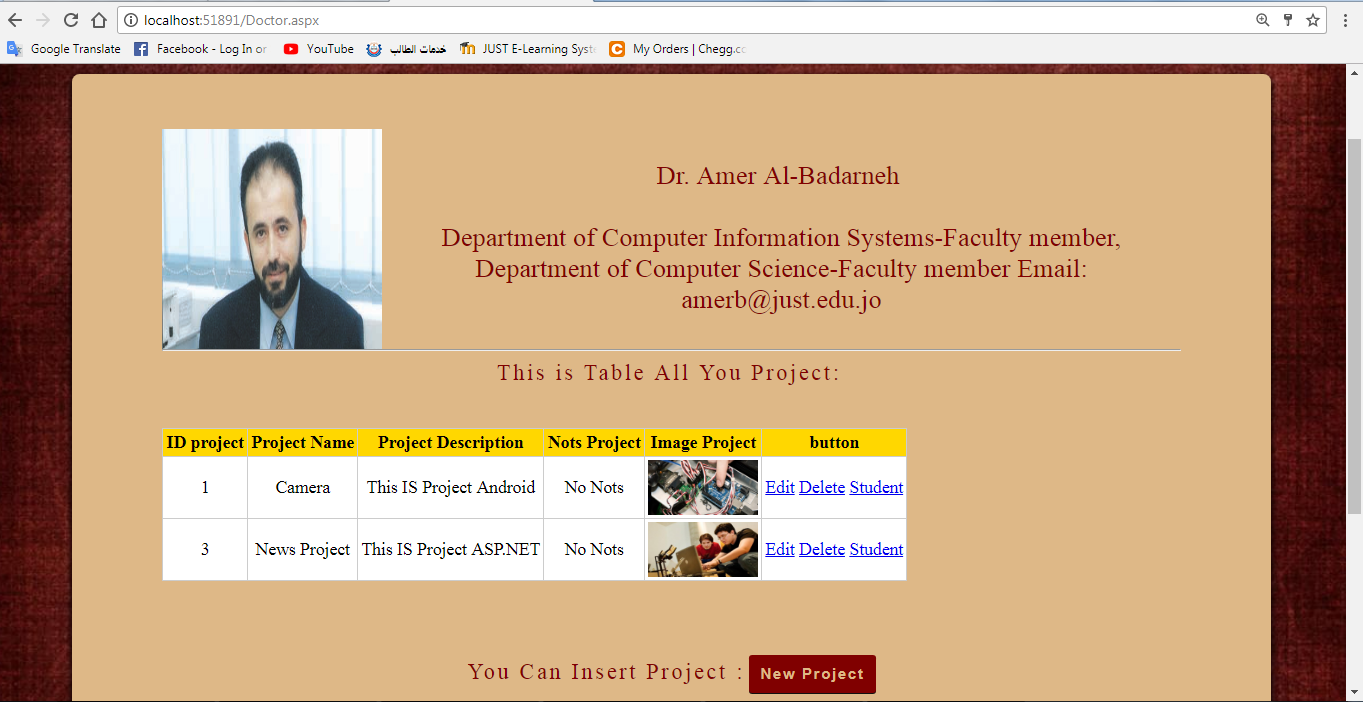 localhost:51891/Doctor.aspx
Google Translate Facebook - Log In or YouTube خدمات الطالب JUST E-Learning Syste My Orders | Chegg.co
Dr. Amer Al-Badarneh
Department of Computer Information Systems-Faculty member,
Department of Computer Science-Faculty member Email:
amerb@just.edu.jo
This is Table All You Project:
ID project Project Name Project Description Nots Project Image Project button
1 Camera This IS Project Android No Nots Edit Delete Student
3 News Project This IS Project ASP.NET No Nots Edit Delete Student
You Can Insert Project : New Project